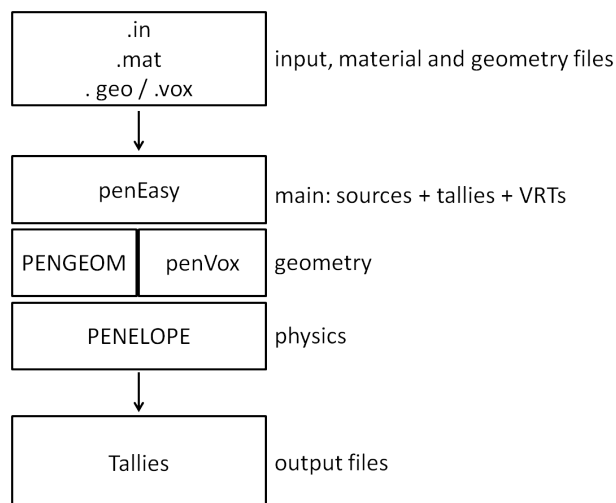 .in
.mat
. geo / .vox
input, material and geometry files
penEasy
main: sources + tallies + VRTs
PENGEOM
penVox
geometry
PENELOPE
physics
Tallies
output files